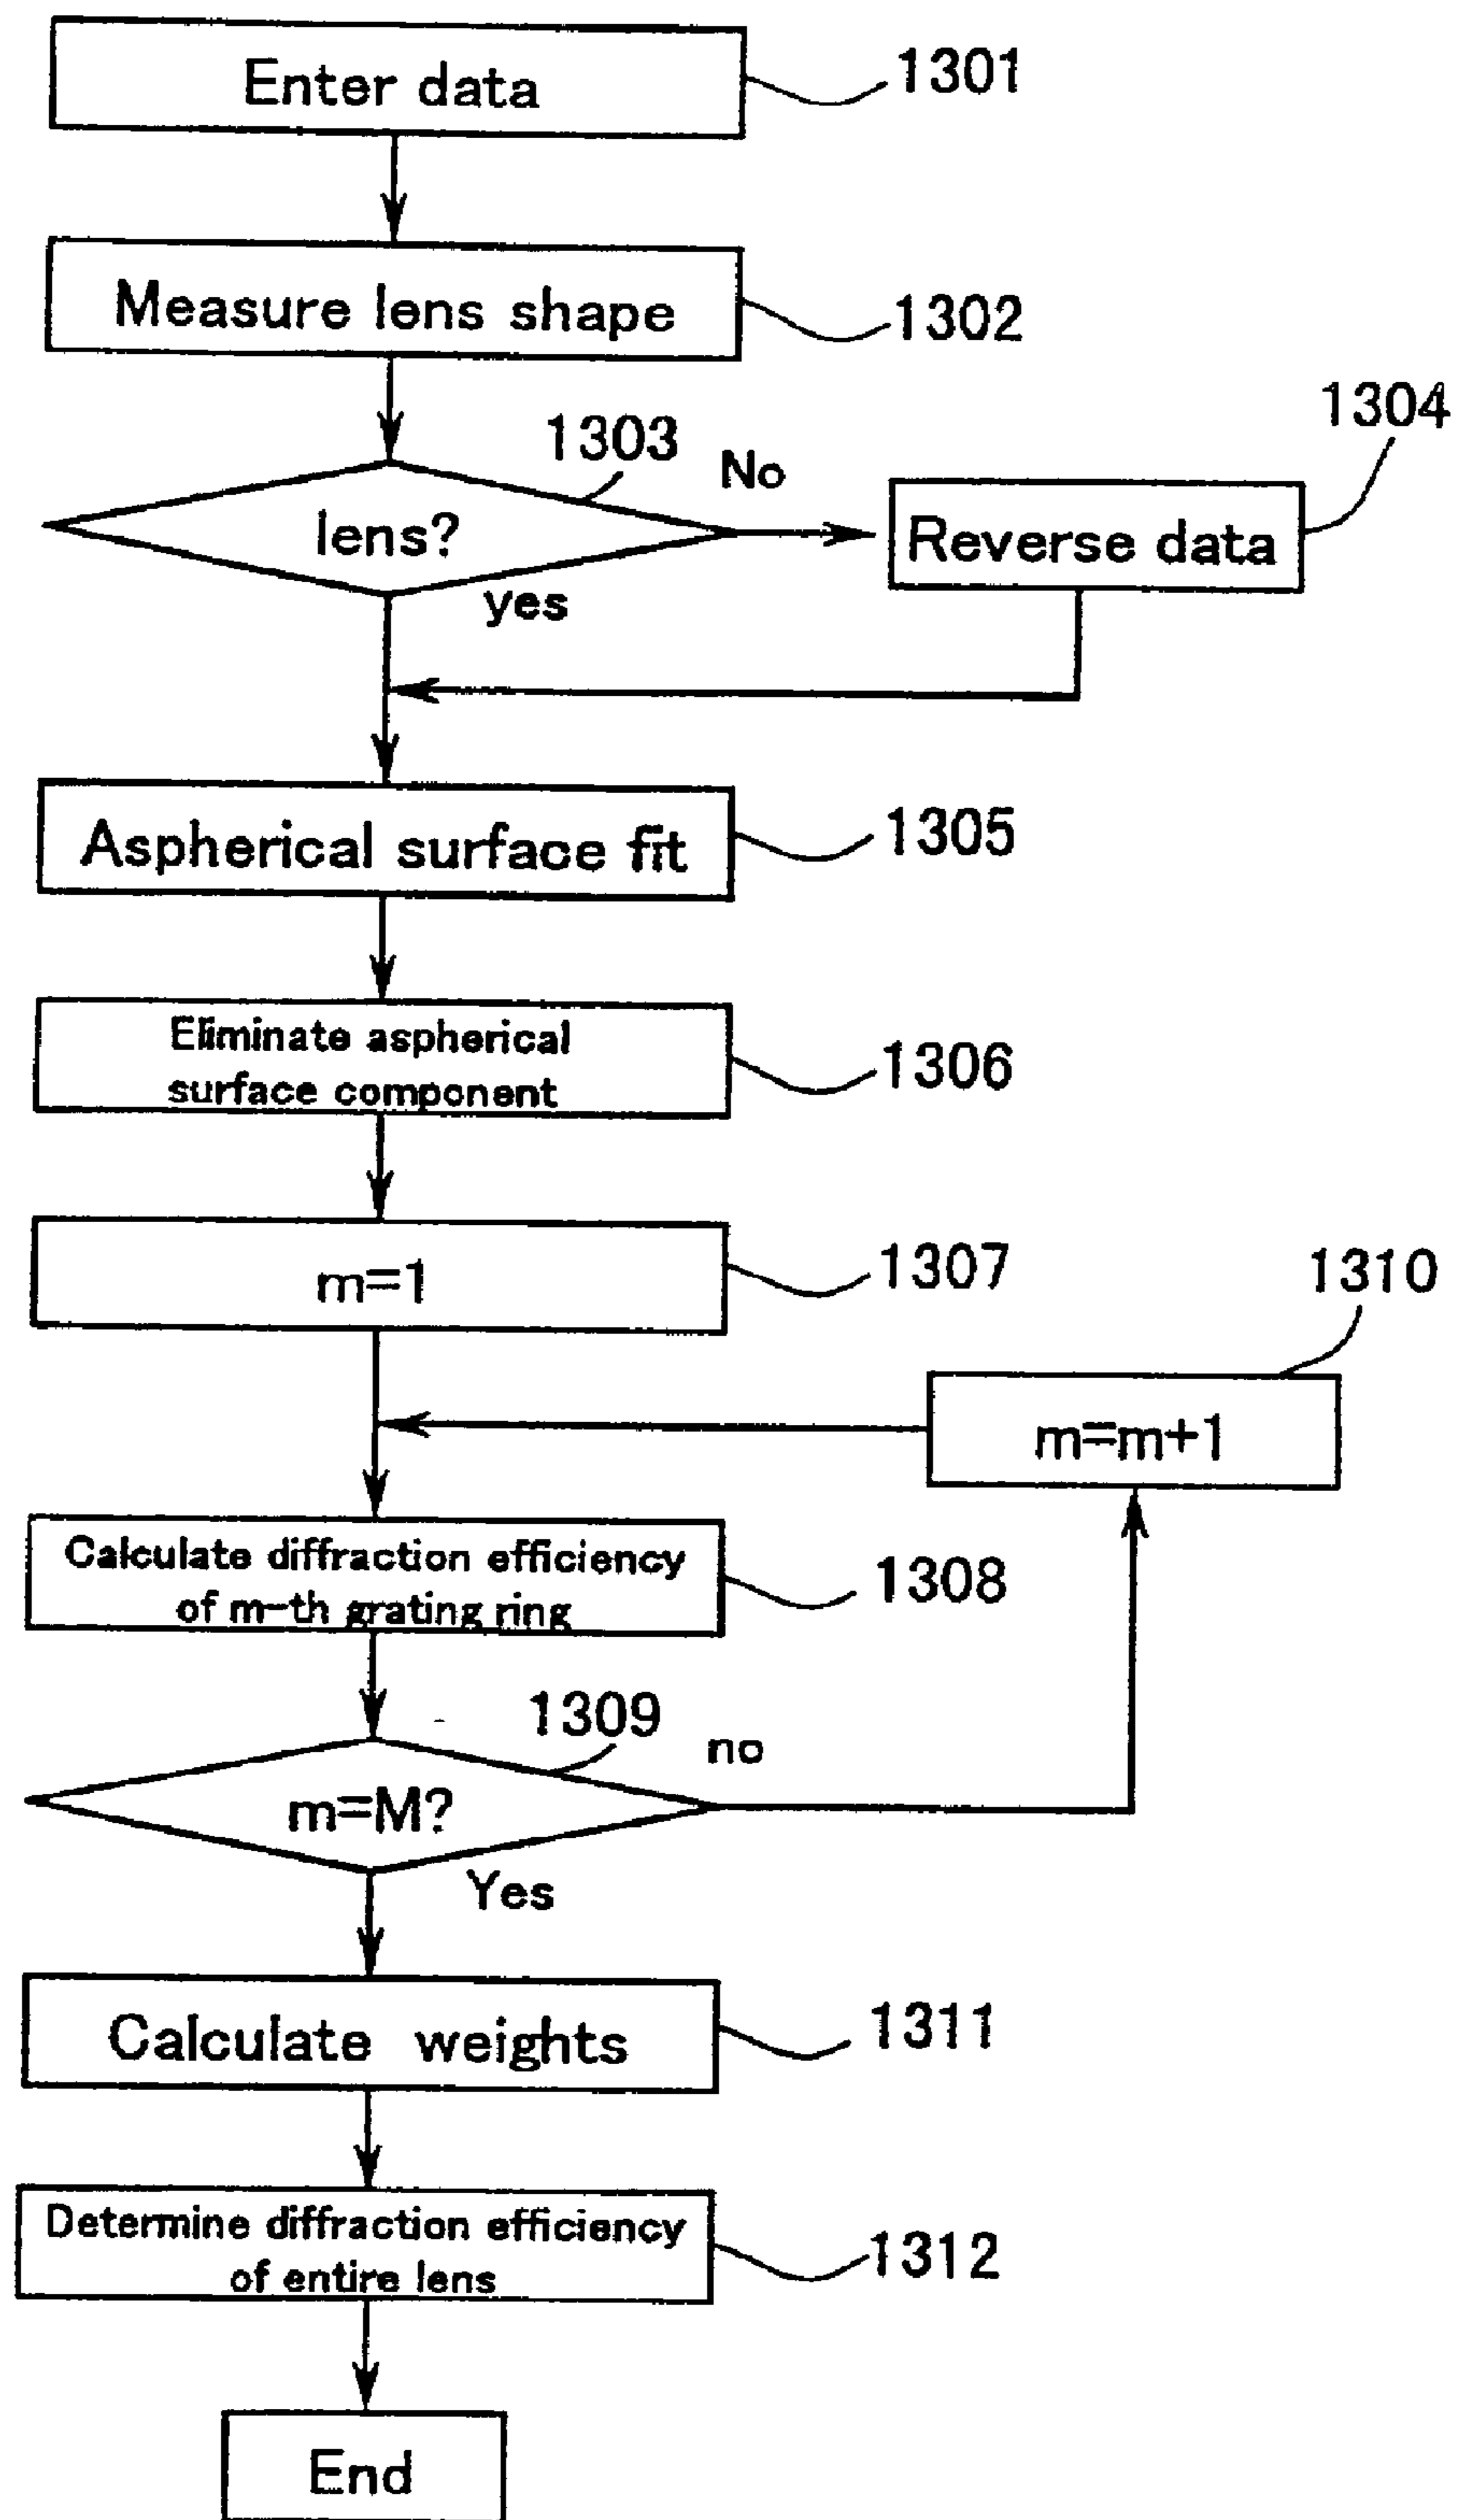 Enter data
1301
Measure lens shape
1302
1303
No
1304
lens?
Reverse data
yes
Aspherical surface fit
1305
Eliminate aspherical
surface component
1306
m=1
1307
1310
m=m+1
Calculate diffraction efficiency
of m-th grating ring
1308
1309
no
m=M?
Yes
Calculate weights
1311
Determine diffraction efficiency
of entire lens
1312
End